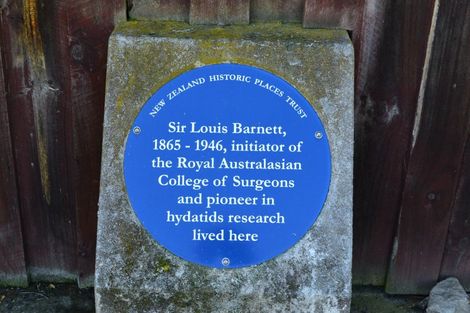 NEW ZEALAND HISTORIC PLACES TRUST
Sir Louis Barnett,
1865 - 1946, initiator of
the Royal Australasian
College of Surgeons
and pioneer in
hydatids research
lived here